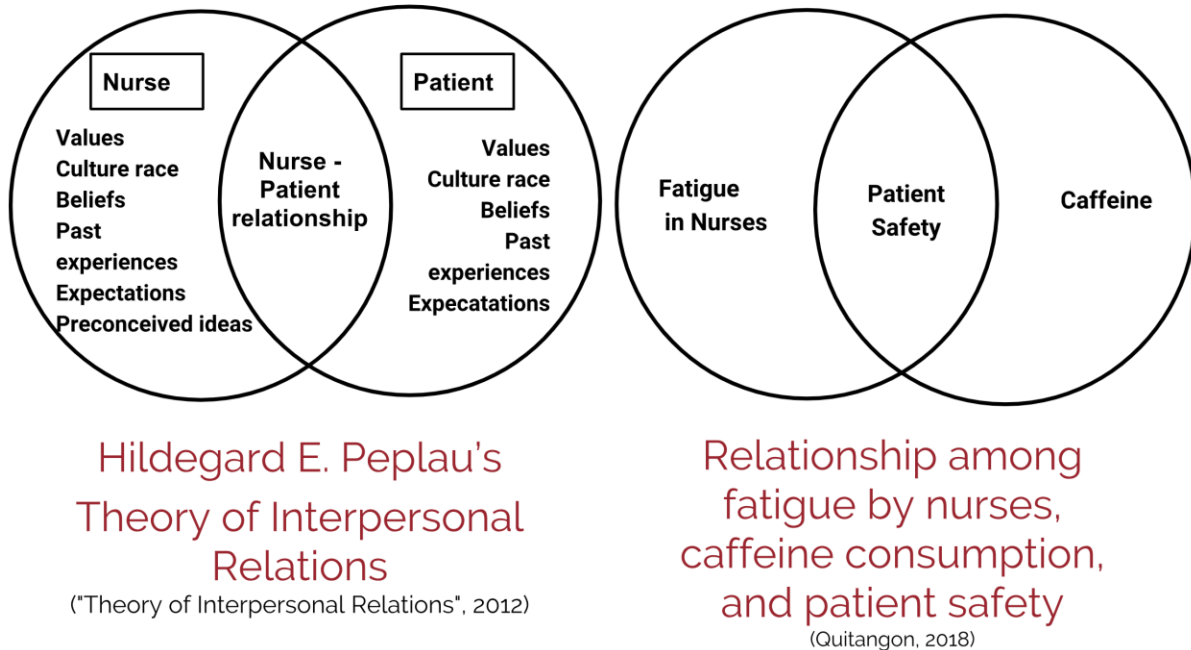 Nurse
Values
Culture race
Beliefs
Past
experiences
Expectations
Preconceived ideas
Nurse -
Patient
relationship
Patient
Values
Culture race
Beliefs
Past
experiences
Expecatations
Hildegard E. Peplau’s
Theory of Interpersonal
Relations
("Theory of Interpersonal Relations", 2012)
Fatigue
in Nurses
Patient
Safety
Caffeine
Relationship among
fatigue by nurses,
caffeine consumption,
and patient safety
(Quitangon, 2018)